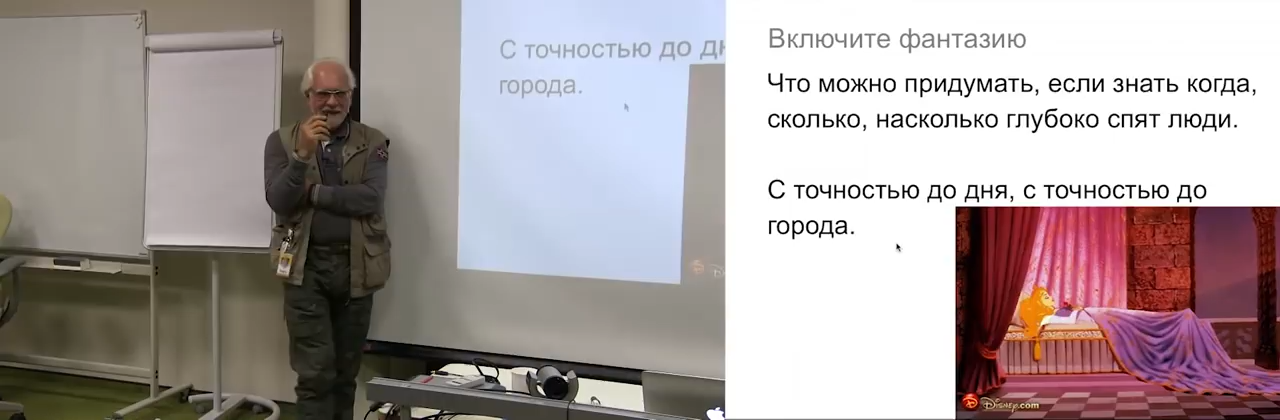 С точностью до дн
города.
Включите фантазию
Что можно придумать, если знать когда,
сколько, насколько глубоко спят люди.
С точностью до дня, с точностью до
города.
Disney.com